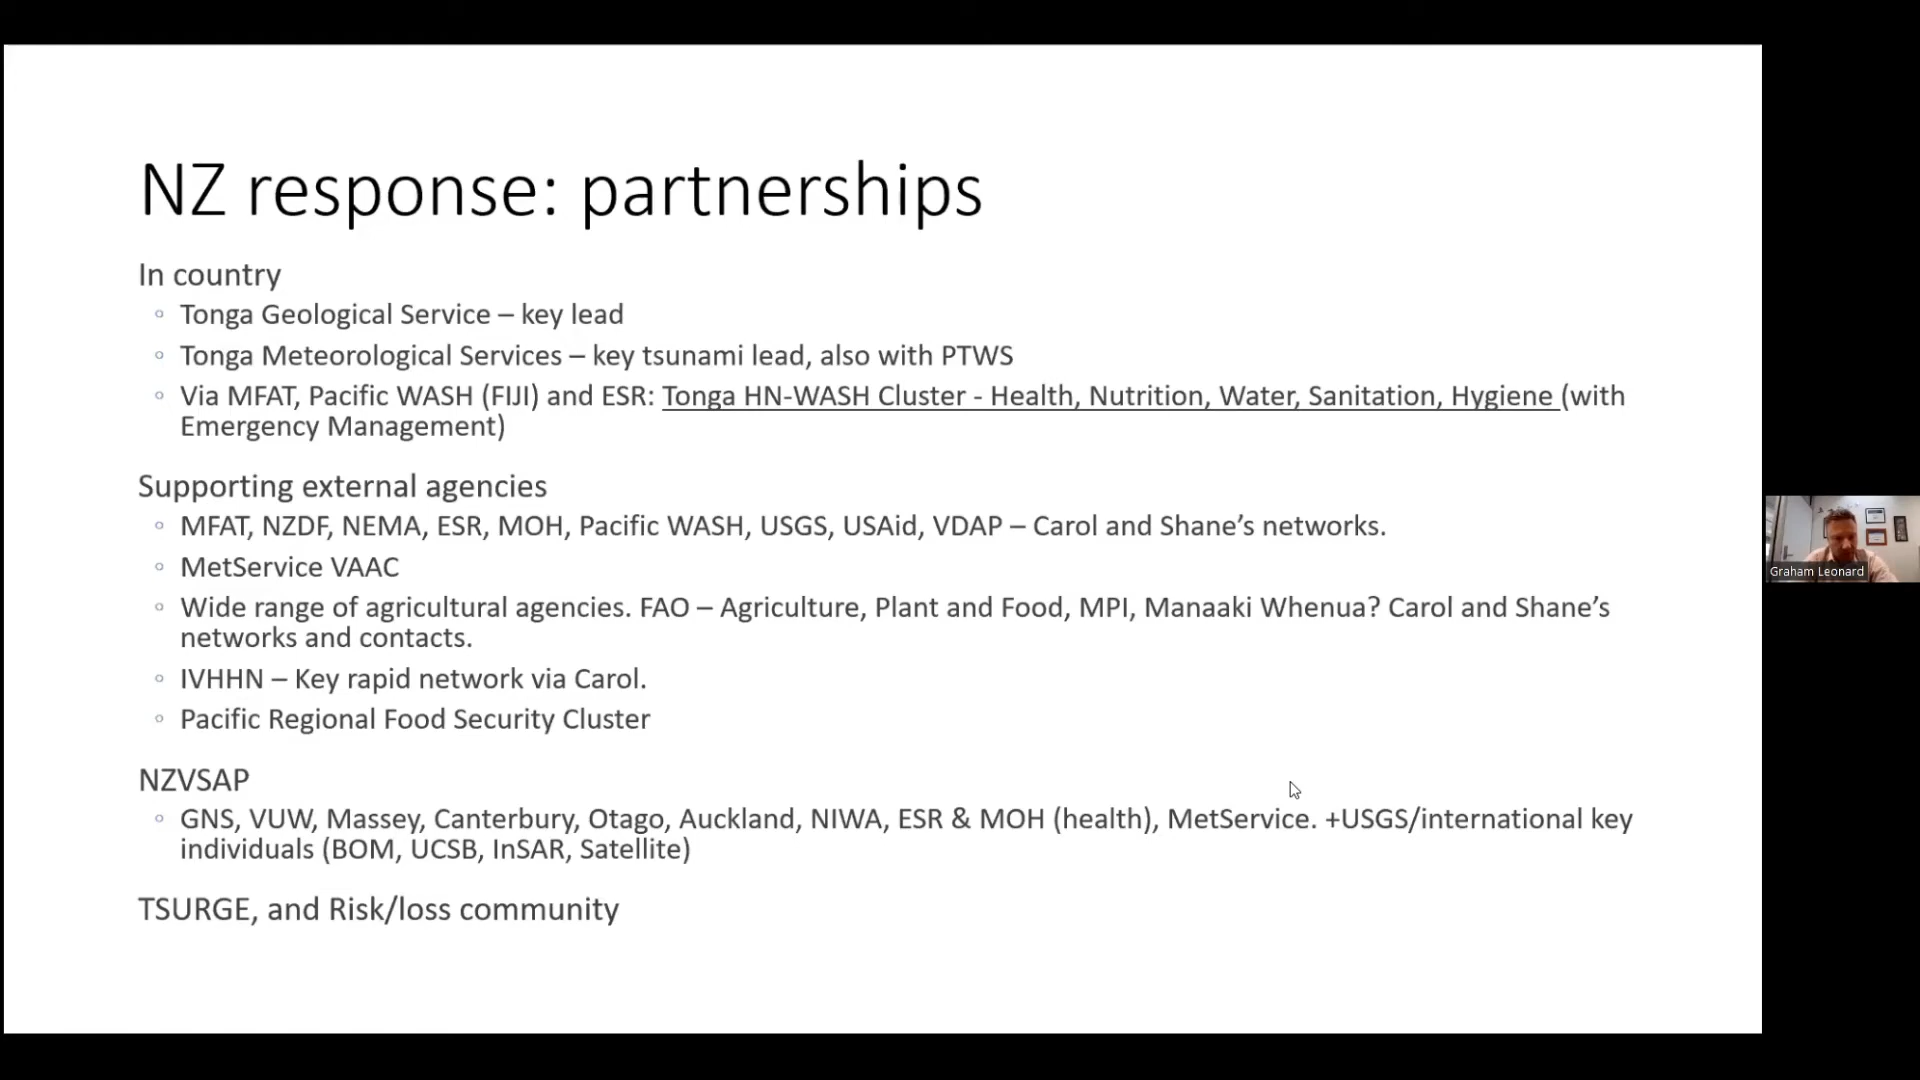 NZ response: partnerships
In country
Tonga Geological Service – key lead
Tonga Meteorological Services – key tsunami lead, also with PTWS
Via MFAT, Pacific WASH (FIJI) and ESR: Tonga HN-WASH Cluster - Health, Nutrition, Water, Sanitation, Hygiene (with
Emergency Management)
Supporting external agencies
MFAT, NZDF, NEMA, ESR, MOH, Pacific WASH, USGS, USAid, VDAP – Carol and Shane’s networks.
MetService VAAC
Wide range of agricultural agencies. FAO – Agriculture, Plant and Food, MPI, Manaaki Whenua? Carol and Shane’s
networks and contacts.
IVHHN – Key rapid network via Carol.
Pacific Regional Food Security Cluster
NZVSAP
GNS, VUW, Massey, Canterbury, Otago, Auckland, NIWA, ESR & MOH (health), MetService. +USGS/international key
individuals (BOM, UCSB, InSAR, Satellite)
TSURGE, and Risk/loss community
Graham Leonard